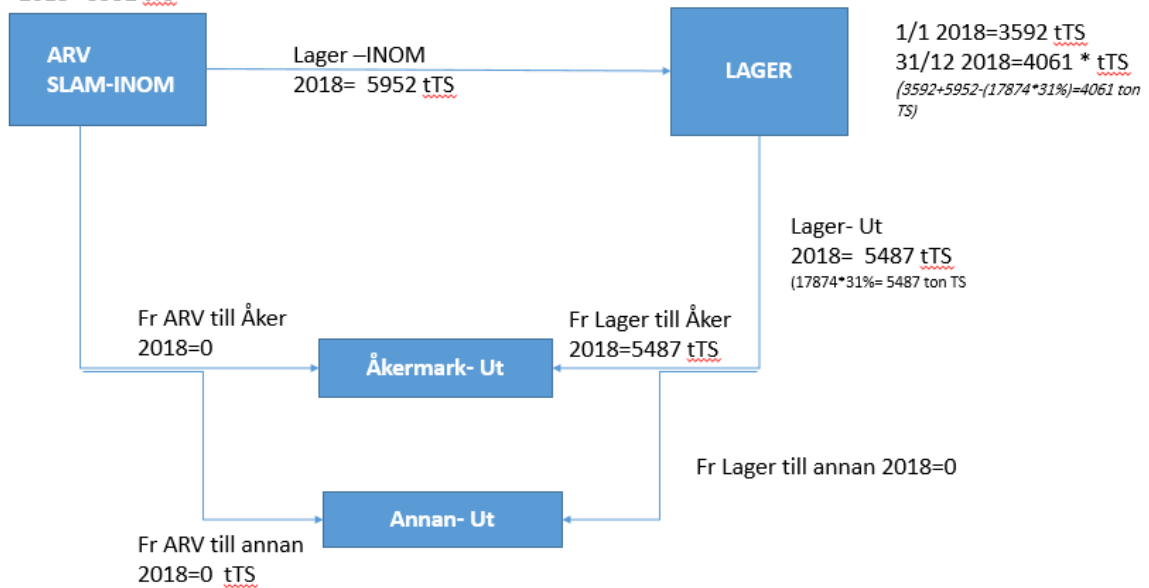 ARV
SLAM-INOM
Lager –INOM
2018=  5952 tTS
LAGER
1/1 2018=3592 tTS
31/12 2018=4061 * tTS
(3592+5952-(17874*31%)=4061 ton
TS)
Lager- Ut
2018=  5487 tTS
(17874*31%= 5487 ton TS
Fr ARV till Åker
2018=0
Fr Lager till Åker
2018=5487 tTS
Åkermark- Ut
Fr Lager till annan 2018=0
Annan- Ut
Fr ARV till annan
2018=0  tTS